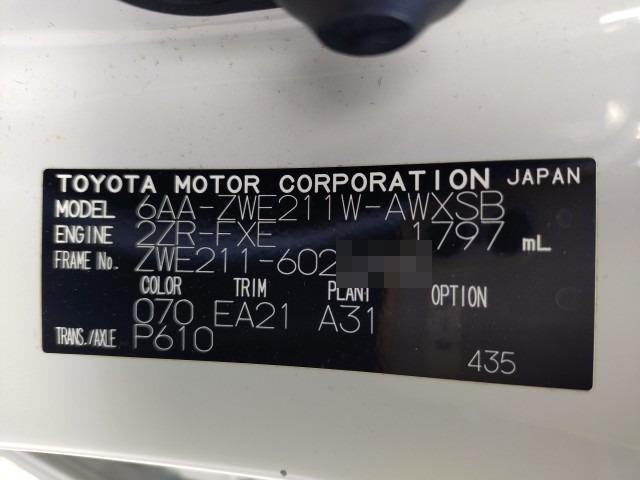 TOYOTA MOTOR CORPORATION JAPAN
MODEL 6AA-ZWE211W-AWXSB
ENGINE 2ZR-FXE 1797 mL
FRAME No. ZWE211-602
COLOR TRIM PLANT OPTION
070 EA21 A31
TRANS./AXLE P610
435